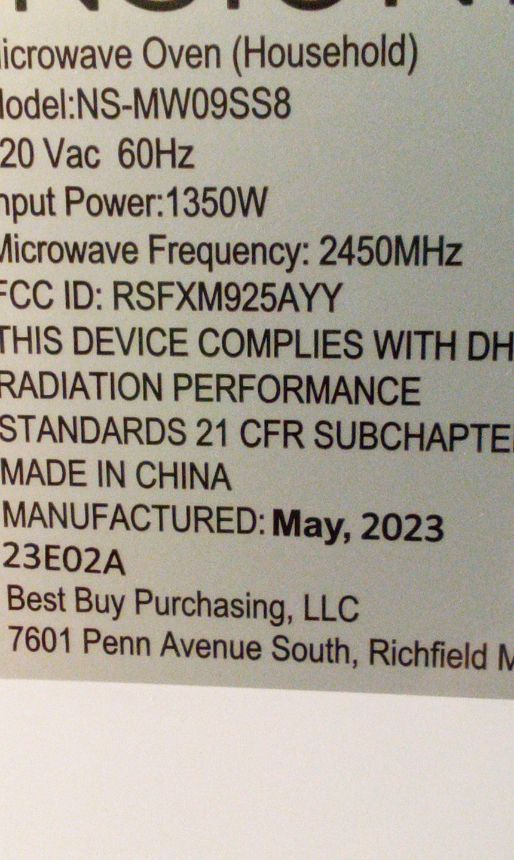 icrowave Oven (Household)
odel:NS-MW09SS8
20 Vac 60Hz
nput Power:1350W
Microwave Frequency: 2450MHz
FCC ID: RSFXM925AYY
THIS DEVICE COMPLIES WITH DH
RADIATION PERFORMANCE
STANDARDS 21 CFR SUBCHAPTE
MADE IN CHINA
MANUFACTURED: May, 2023
23E02A
Best Buy Purchasing, LLC
7601 Penn Avenue South, Richfield M